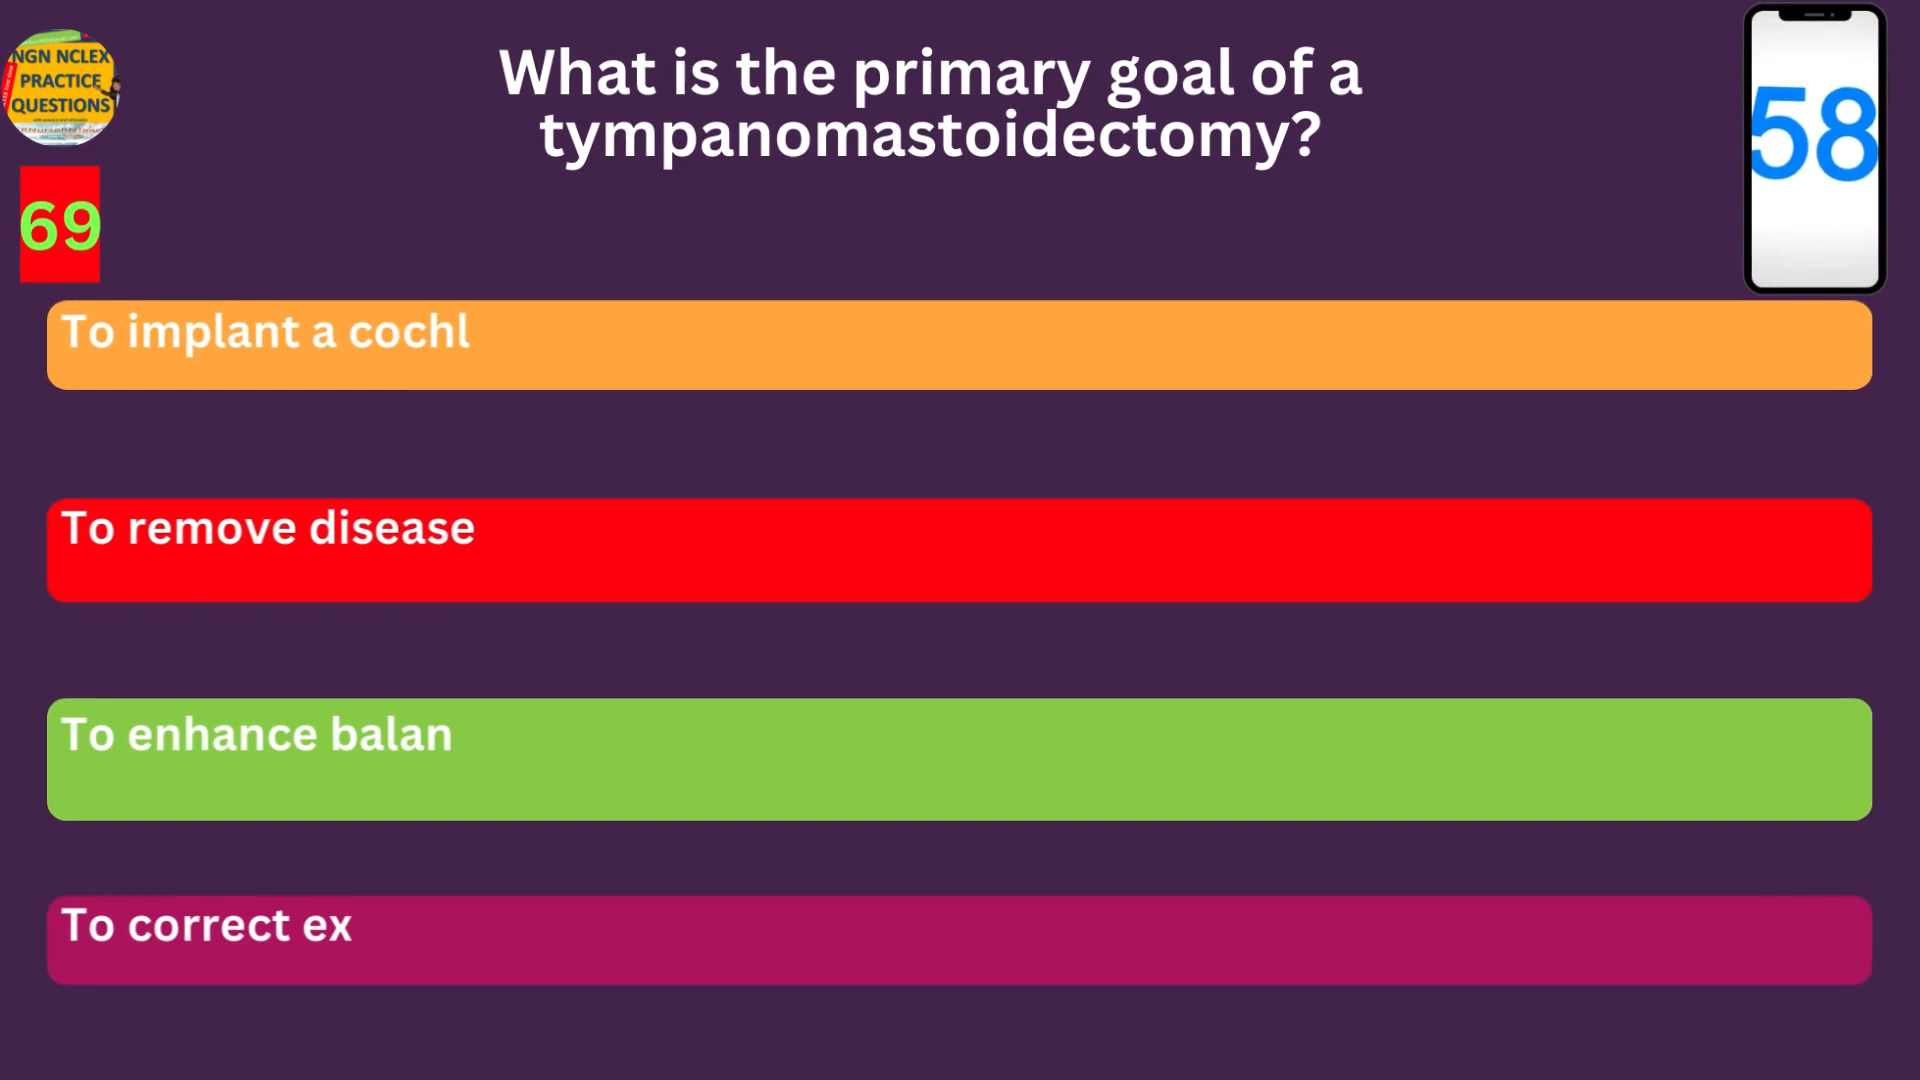 NGN NCLEX
PRACTICE
QUESTIONS
What is the primary goal of a
tympanomastoidectomy?
58
69
To implant a cochl
To remove disease
To enhance balan
To correct ex